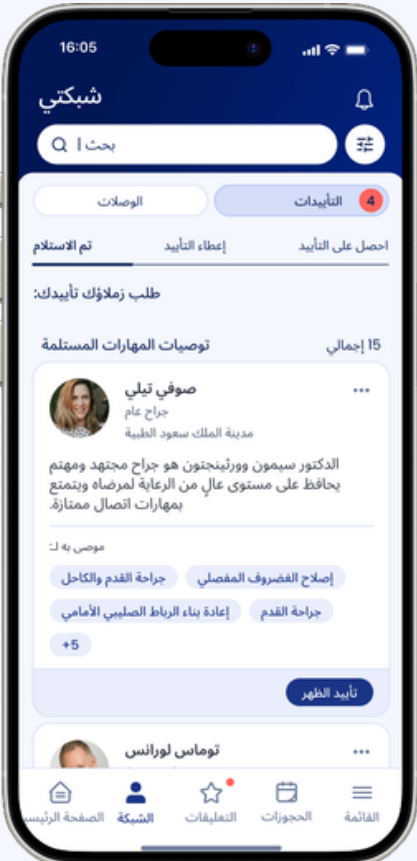 16:05
شبكتي
بحث |
4 التأييدات
الوصلات
احصل على التأييد
إعطاء التأييد
تم الاستلام
طلب زملاؤك تأييدك:
15 إجمالي
توصيات المهارات المستلمة
صوفي تيلي
جراح عام
مدينة الملك سعود الطبية
الدكتور سيمون وورثينجتون هو جراح مجتهد ومهتم
يحافظ على مستوى عالٍ من الرعاية لمرضاه ويتمتع
بمهارات اتصال ممتازة.
موصى به لـ:
إصلاح الغضروف المفصلي
جراحة القدم والكاحل
جراحة القدم
إعادة بناء الرباط الصليبي الأمامي
+5
تأييد الظهر
توماس لورانس
القائمة
الحجوزات
التعليقات
الشبكة
الصفحة الرئيس